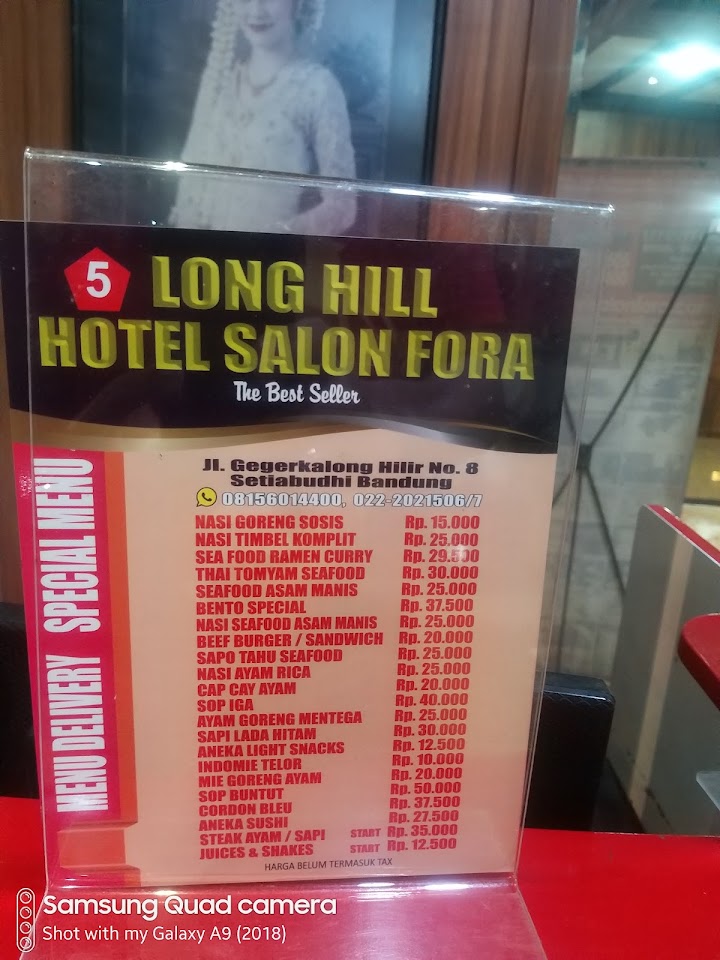 5 LONG HILL
HOTEL SALON FORA
The Best Seller
Jl. Gegerkalong Hilir No. 8
Setiabudhi Bandung
08156014400, 022-2021506/7
MENU DELIVERY SPECIAL MENU
NASI GORENG SOSIS Rp. 15.000
NASI TIMBEL KOMPLIT Rp. 25,000
SEA FOOD RAMEN CURRY Rp. 29.500
THAI TOMYAM SEAFOOD Rp. 30.000
SEAFOOD ASAM MANIS Rp. 25.000
BENTO SPECIAL Rp. 37.500
NASI SEAFOOD ASAM MANIS Rp. 25.000
BEEF BURGER / SANDWICH Rp. 20.000
SAPO TAHU SEAFOOD Rp. 25.000
NASI AYAM RICA Rp. 25.000
CAP CAY AYAM Rp. 20.000
SOP IGA Rp. 40.000
AYAM GORENG MENTEGA Rp. 25.000
SAPI LADA HITAM Rp. 30.000
ANEKA LIGHT SNACKS Rp. 12.500
INDOMIE TELOR Rp. 10.000
MIE GORENG AYAM Rp. 20.000
SOP BUNTUT Rp. 50.000
CORDON BLEU Rp. 37.500
ANEKA SUSHI Rp. 27.500
STEAK AYAM / SAPI START Rp. 35.000
JUICES & SHAKES START Rp. 12.500
HARGA BELUM TERMASUK TAX
Samsung Quad camera
Shot with my Galaxy A9 (2018)